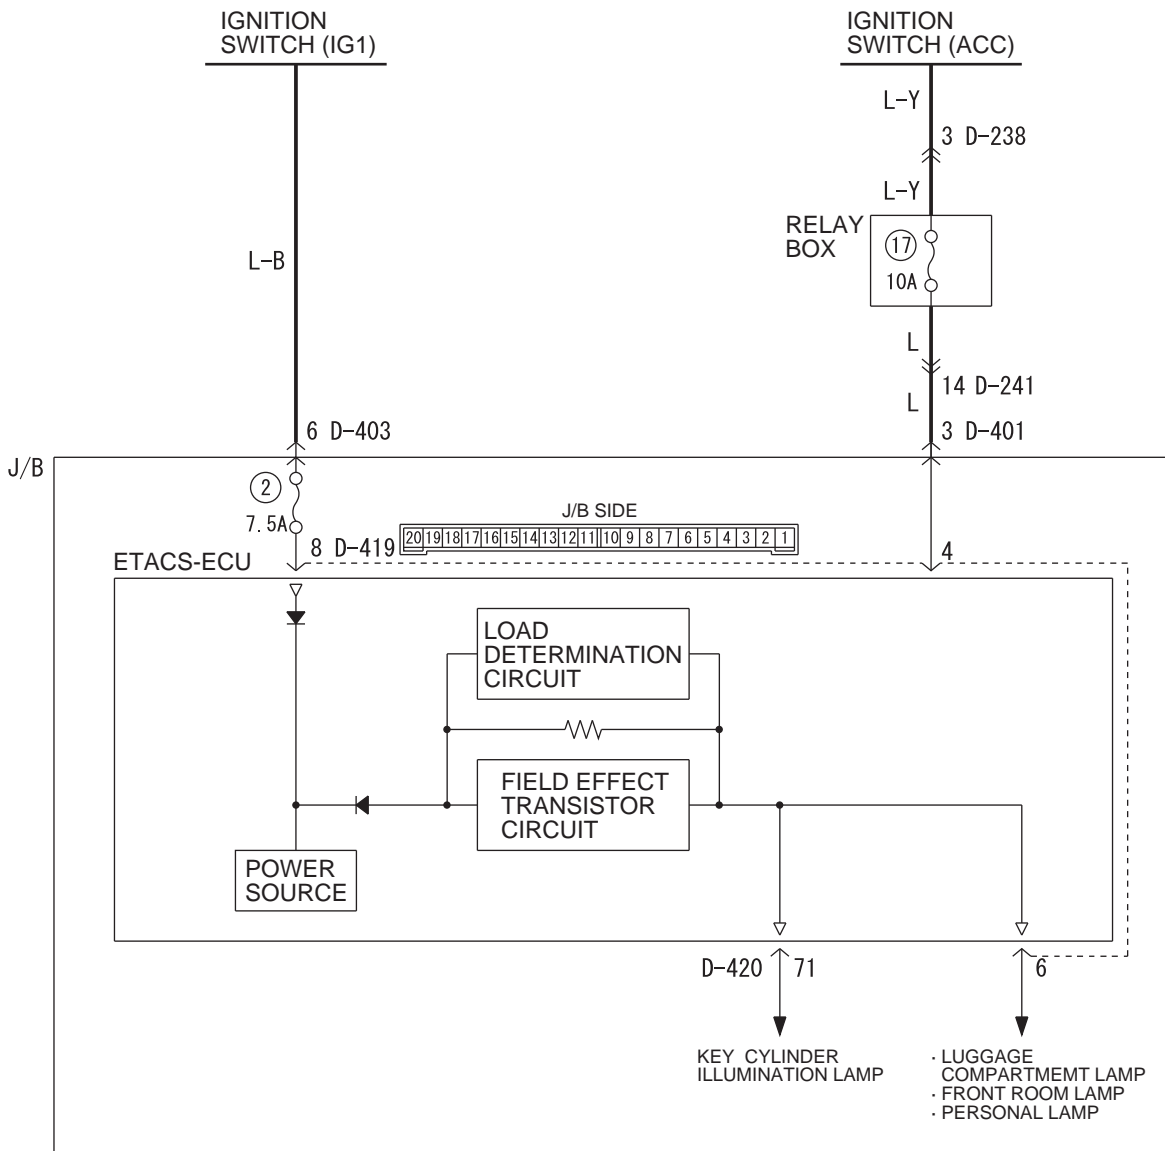 IGNITION
SWITCH (IG1)
IGNITION
SWITCH (ACC)
L-Y
3 D-238
L-Y
RELAY
BOX
17
10A
L-B
L
14 D-241
L
6 D-403
3 D-401
J/B
2
7.5A
J/B SIDE
20 19 18 17 16 15 14 13 12 11 10 9 8 7 6 5 4 3 2 1
8 D-419
4
ETACS-ECU
LOAD
DETERMINATION
CIRCUIT
FIELD EFFECT
TRANSISTOR
CIRCUIT
POWER
SOURCE
D-420 71
6
KEY CYLINDER
ILLUMINATION LAMP
· LUGGAGE
COMPARTMEMT LAMP
· FRONT ROOM LAMP
· PERSONAL LAMP